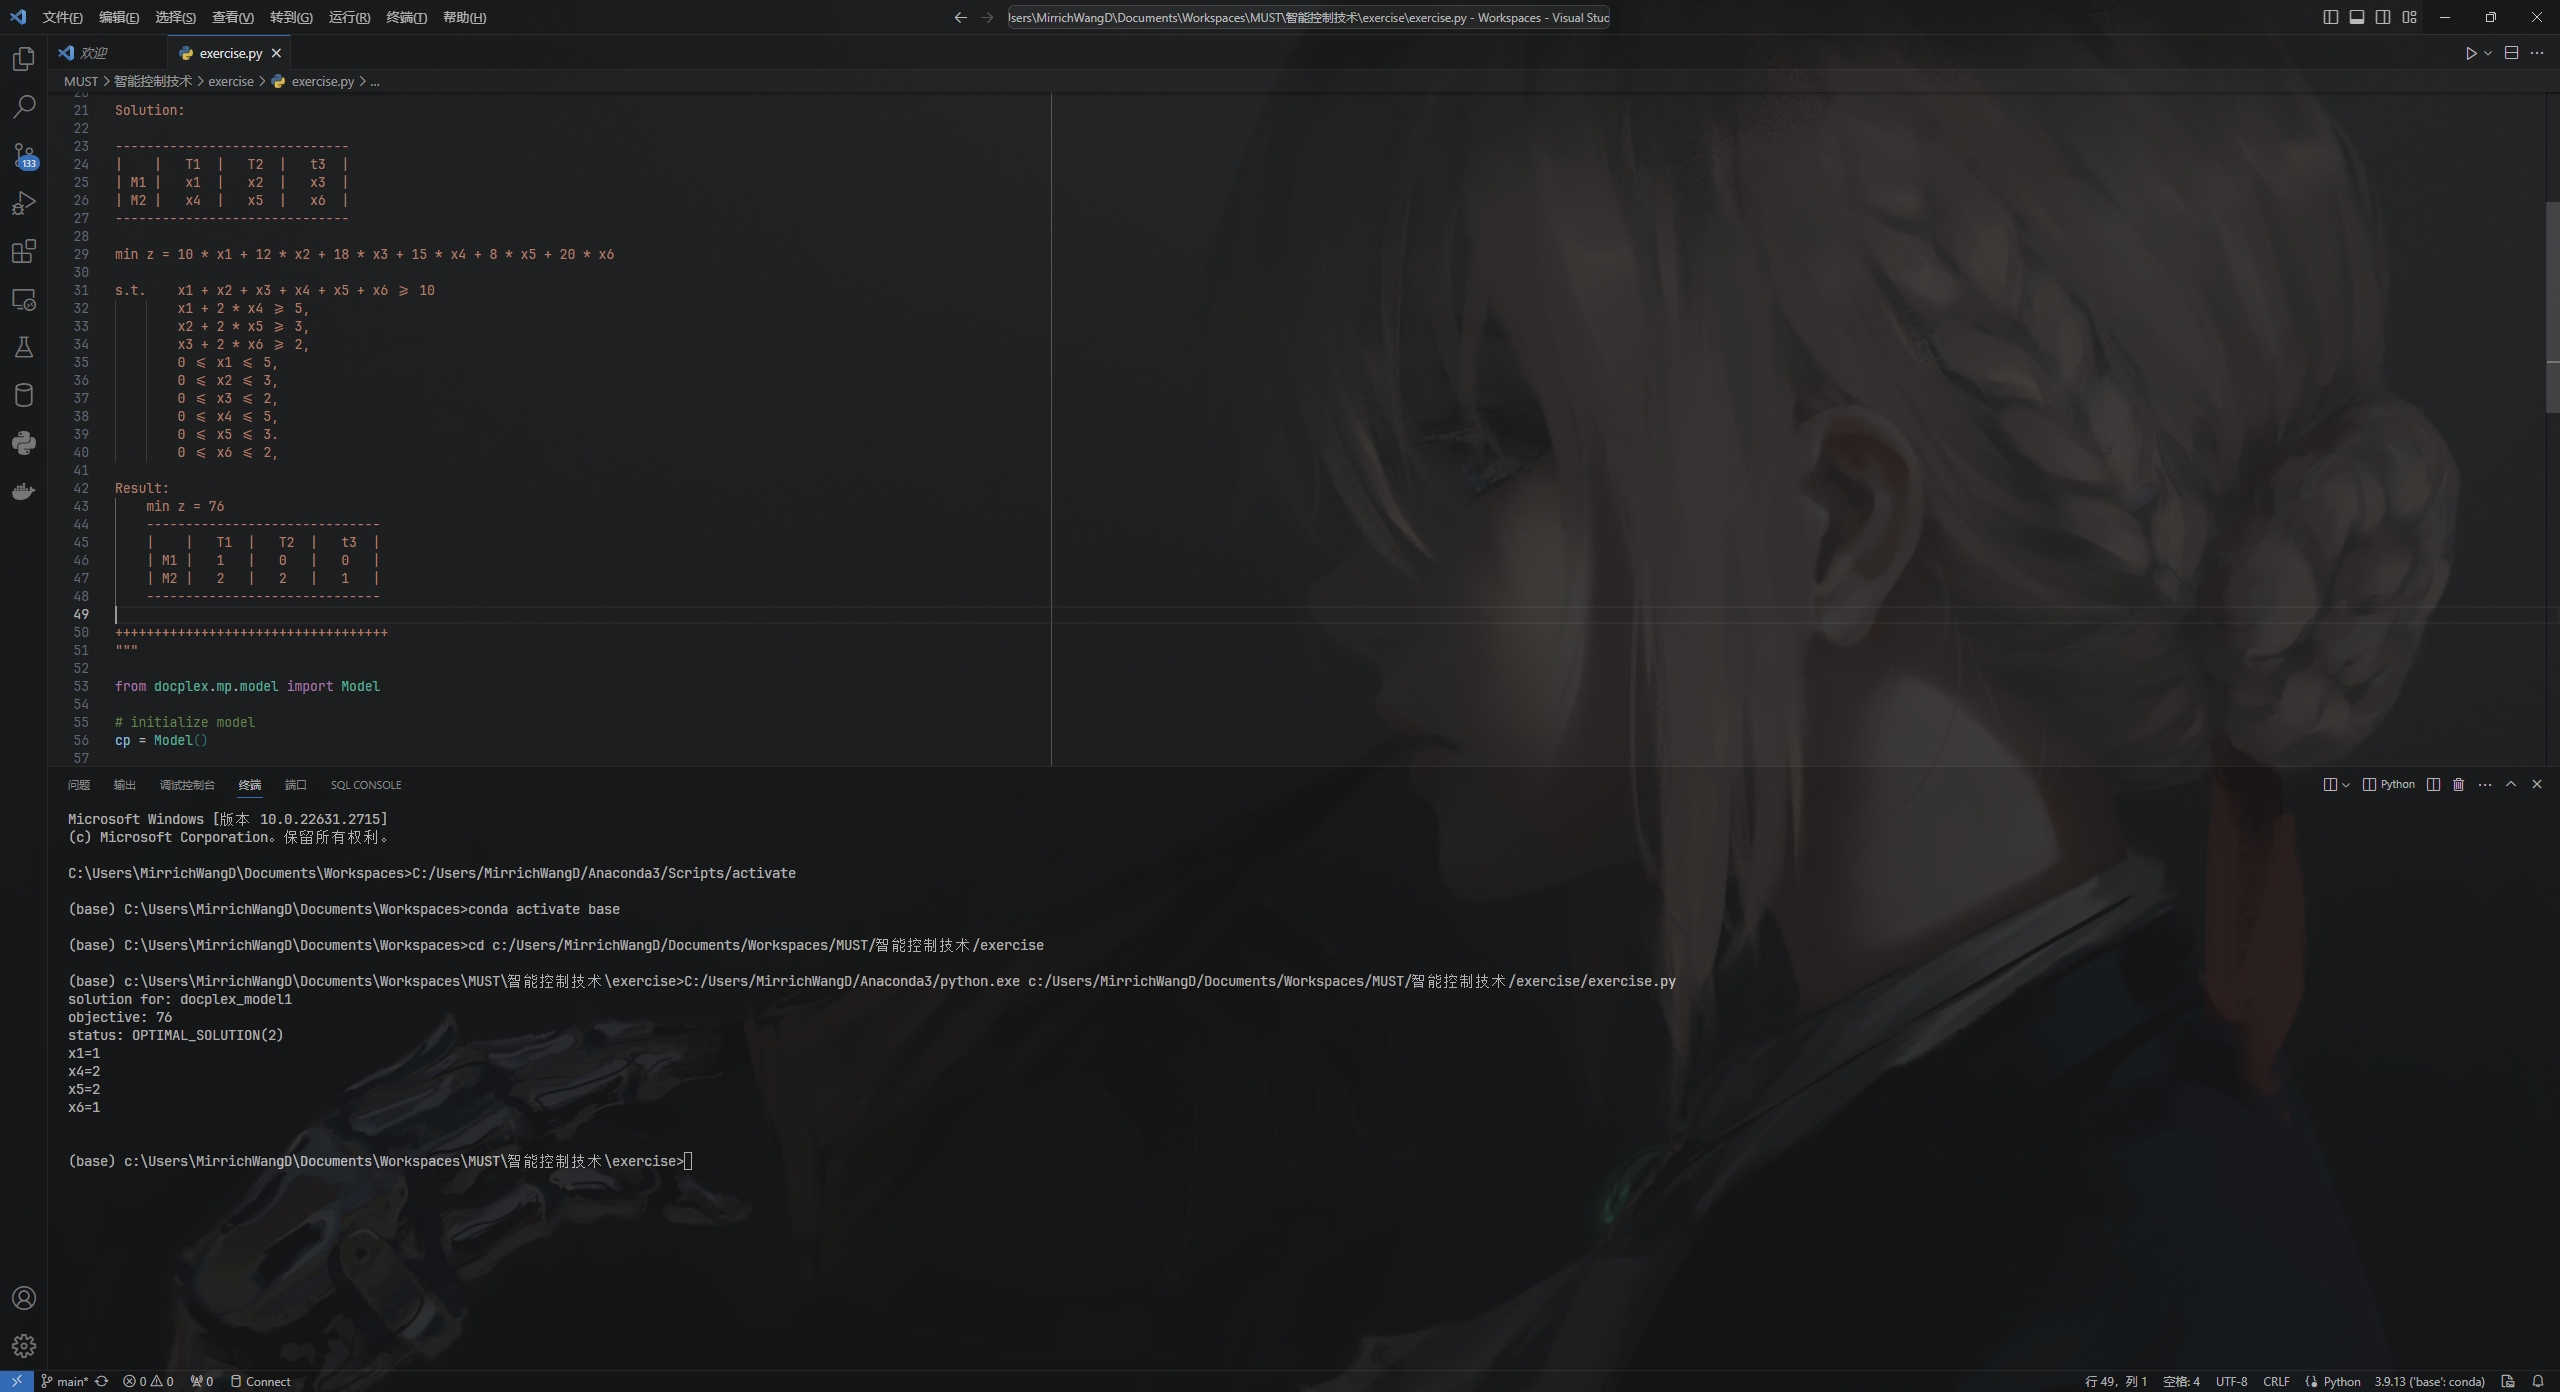 文件(F) 编辑(E) 选择(S) 查看(V) 转到(G) 运行(R) 终端(T) 帮助(H)
sers\MirrichWangD\Documents\Workspaces\MUST\智能控制技术\exercise\exercise.py - Workspaces - Visual Stud
欢迎 exercise.py
MUST > 智能控制技术 > exercise > exercise.py > ...
133
20
21 Solution:
22
23 ------------------------------
24 |    |   T1  |   T2  |   t3  |
25 | M1 |   x1  |   x2  |   x3  |
26 | M2 |   x4  |   x5  |   x6  |
27 ------------------------------
28
29 min z = 10 * x1 + 12 * x2 + 18 * x3 + 15 * x4 + 8 * x5 + 20 * x6
30
31 s.t.    x1 + x2 + x3 + x4 + x5 + x6 ⩾ 10
32         x1 + 2 * x4 ⩾ 5,
33         x2 + 2 * x5 ⩾ 3,
34         x3 + 2 * x6 ⩾ 2,
35         0 ⩽ x1 ⩽ 5,
36         0 ⩽ x2 ⩽ 3,
37         0 ⩽ x3 ⩽ 2,
38         0 ⩽ x4 ⩽ 5,
39         0 ⩽ x5 ⩽ 3.
40         0 ⩽ x6 ⩽ 2,
41
42 Result:
43     min z = 76
44     ------------------------------
45     |    |   T1  |   T2  |   t3  |
46     | M1 |   1   |   0   |   0   |
47     | M2 |   2   |   2   |   1   |
48     ------------------------------
49
50 +++++++++++++++++++++++++++++++++++
51 """
52
53 from docplex.mp.model import Model
54
55 # initialize model
56 cp = Model()
57
问题 输出 调试控制台 终端 端口 SQL CONSOLE
Python
Microsoft Windows [版本 10.0.22631.2715]
(c) Microsoft Corporation。保留所有权利。
C:\Users\MirrichWangD\Documents\Workspaces>C:/Users/MirrichWangD/Anaconda3/Scripts/activate
(base) C:\Users\MirrichWangD\Documents\Workspaces>conda activate base
(base) C:\Users\MirrichWangD\Documents\Workspaces>cd c:/Users/MirrichWangD/Documents/Workspaces/MUST/智能控制技术/exercise
(base) c:\Users\MirrichWangD\Documents\Workspaces\MUST\智能控制技术\exercise>C:/Users/MirrichWangD/Anaconda3/python.exe c:/Users/MirrichWangD/Documents/Workspaces/MUST/智能控制技术/exercise/exercise.py
solution for: docplex_model1
objective: 76
status: OPTIMAL_SOLUTION(2)
x1=1
x4=2
x5=2
x6=1
(base) c:\Users\MirrichWangD\Documents\Workspaces\MUST\智能控制技术\exercise>
main* 0 0 0 Connect
行 49，列 1 空格: 4 UTF-8 CRLF Python 3.9.13 ('base': conda)